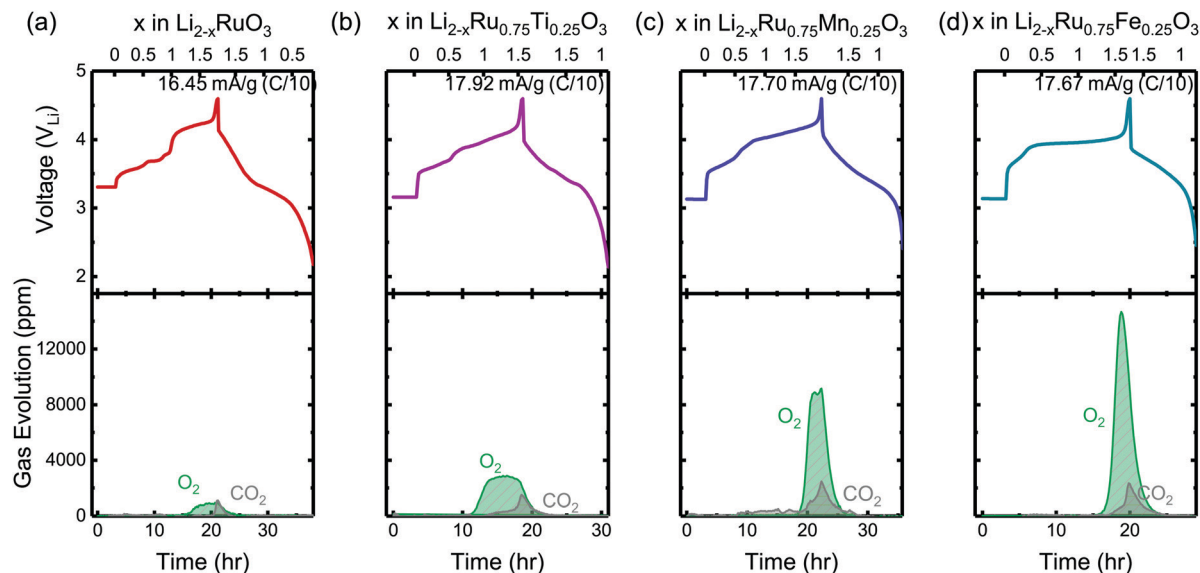 (a) x in Li₂₋ₓRuO₃
0 0.5 1 1.5 2 1.5 1 0.5
16.45 mA/g (C/10)
(b) x in Li₂₋ₓRu₀.₇₅Ti₀.₂₅O₃
0 0.5 1 1.5 1 0.5
17.92 mA/g (C/10)
(c) x in Li₂₋ₓRu₀.₇₅Mn₀.₂₅O₃
0 0.5 1 1.5 1.5 1
17.70 mA/g (C/10)
(d) x in Li₂₋ₓRu₀.₇₅Fe₀.₂₅O₃
0 0.5 1 1.5 1.5 1
17.67 mA/g (C/10)
Voltage (V_Li)
5
4
3
2
Gas Evolution (ppm)
12000
8000
4000
0
O₂ CO₂
O₂ CO₂
O₂ CO₂
O₂ CO₂
0 10 20 30
0 10 20 30
0 10 20 30
0 10 20
Time (hr) Time (hr) Time (hr) Time (hr)